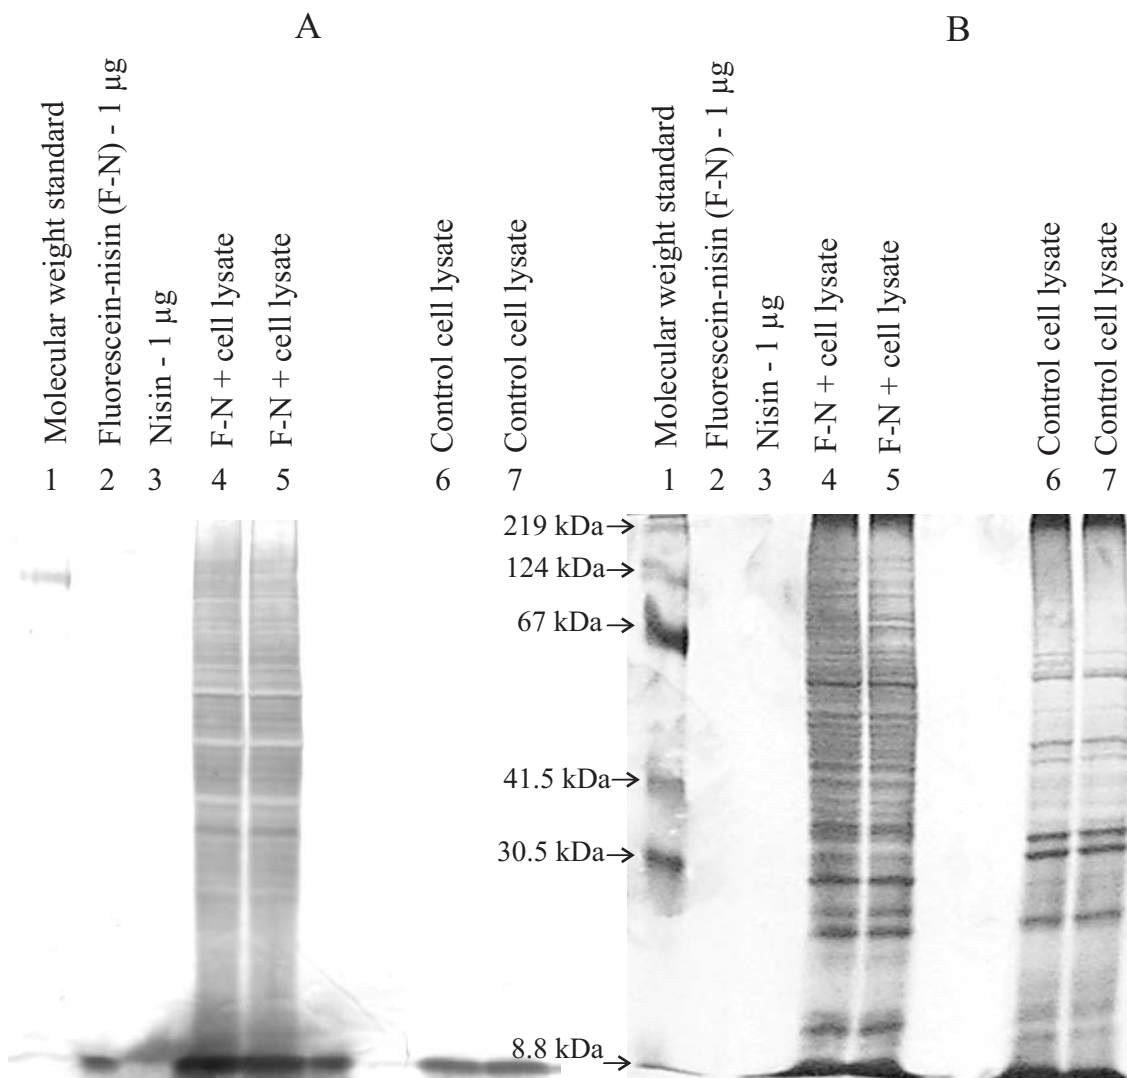 A
Molecular weight standard
Fluorescein-nisin (F-N) - 1 µg
Nisin - 1 µg
F-N + cell lysate
F-N + cell lysate
Control cell lysate
Control cell lysate
1 2 3 4 5 6 7
B
Molecular weight standard
Fluorescein-nisin (F-N) - 1 µg
Nisin - 1 µg
F-N + cell lysate
F-N + cell lysate
Control cell lysate
Control cell lysate
1 2 3 4 5 6 7
219 kDa
124 kDa
67 kDa
41.5 kDa
30.5 kDa
8.8 kDa